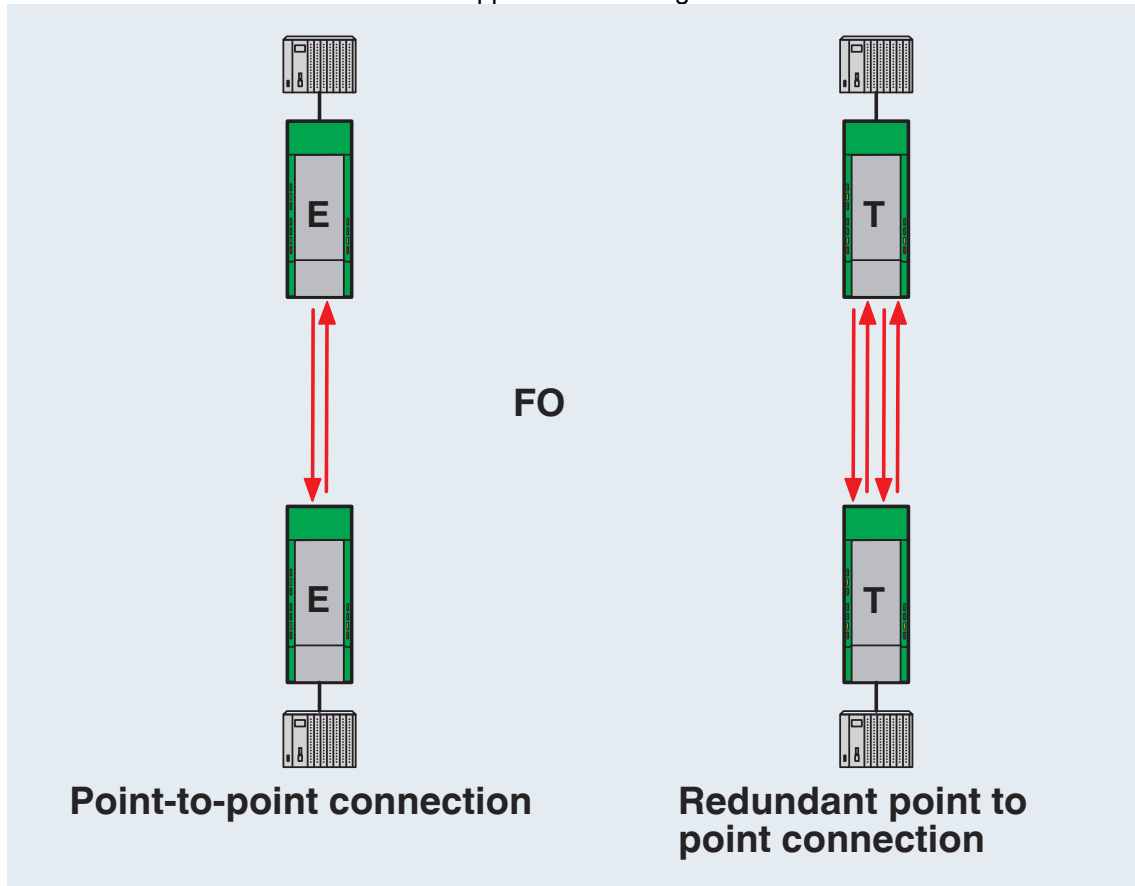 E
T
FO
E
T
Point-to-point connection
Redundant point to
point connection